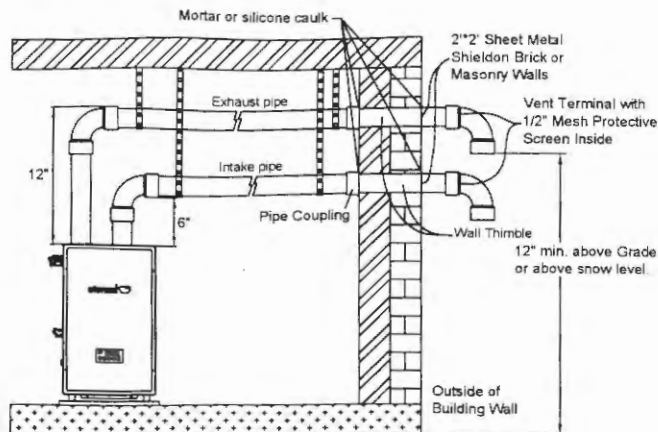 Mortar or silicone caulk
2"*2' Sheet Metal
Shieldon Brick or
Masonry Walls
Exhaust pipe
Vent Terminal with
1/2" Mesh Protective
Screen Inside
12"
Intake pipe
6"
Pipe Coupling
Wall Thimble
12" min. above Grade
or above snow level.
Outside of
Building Wall